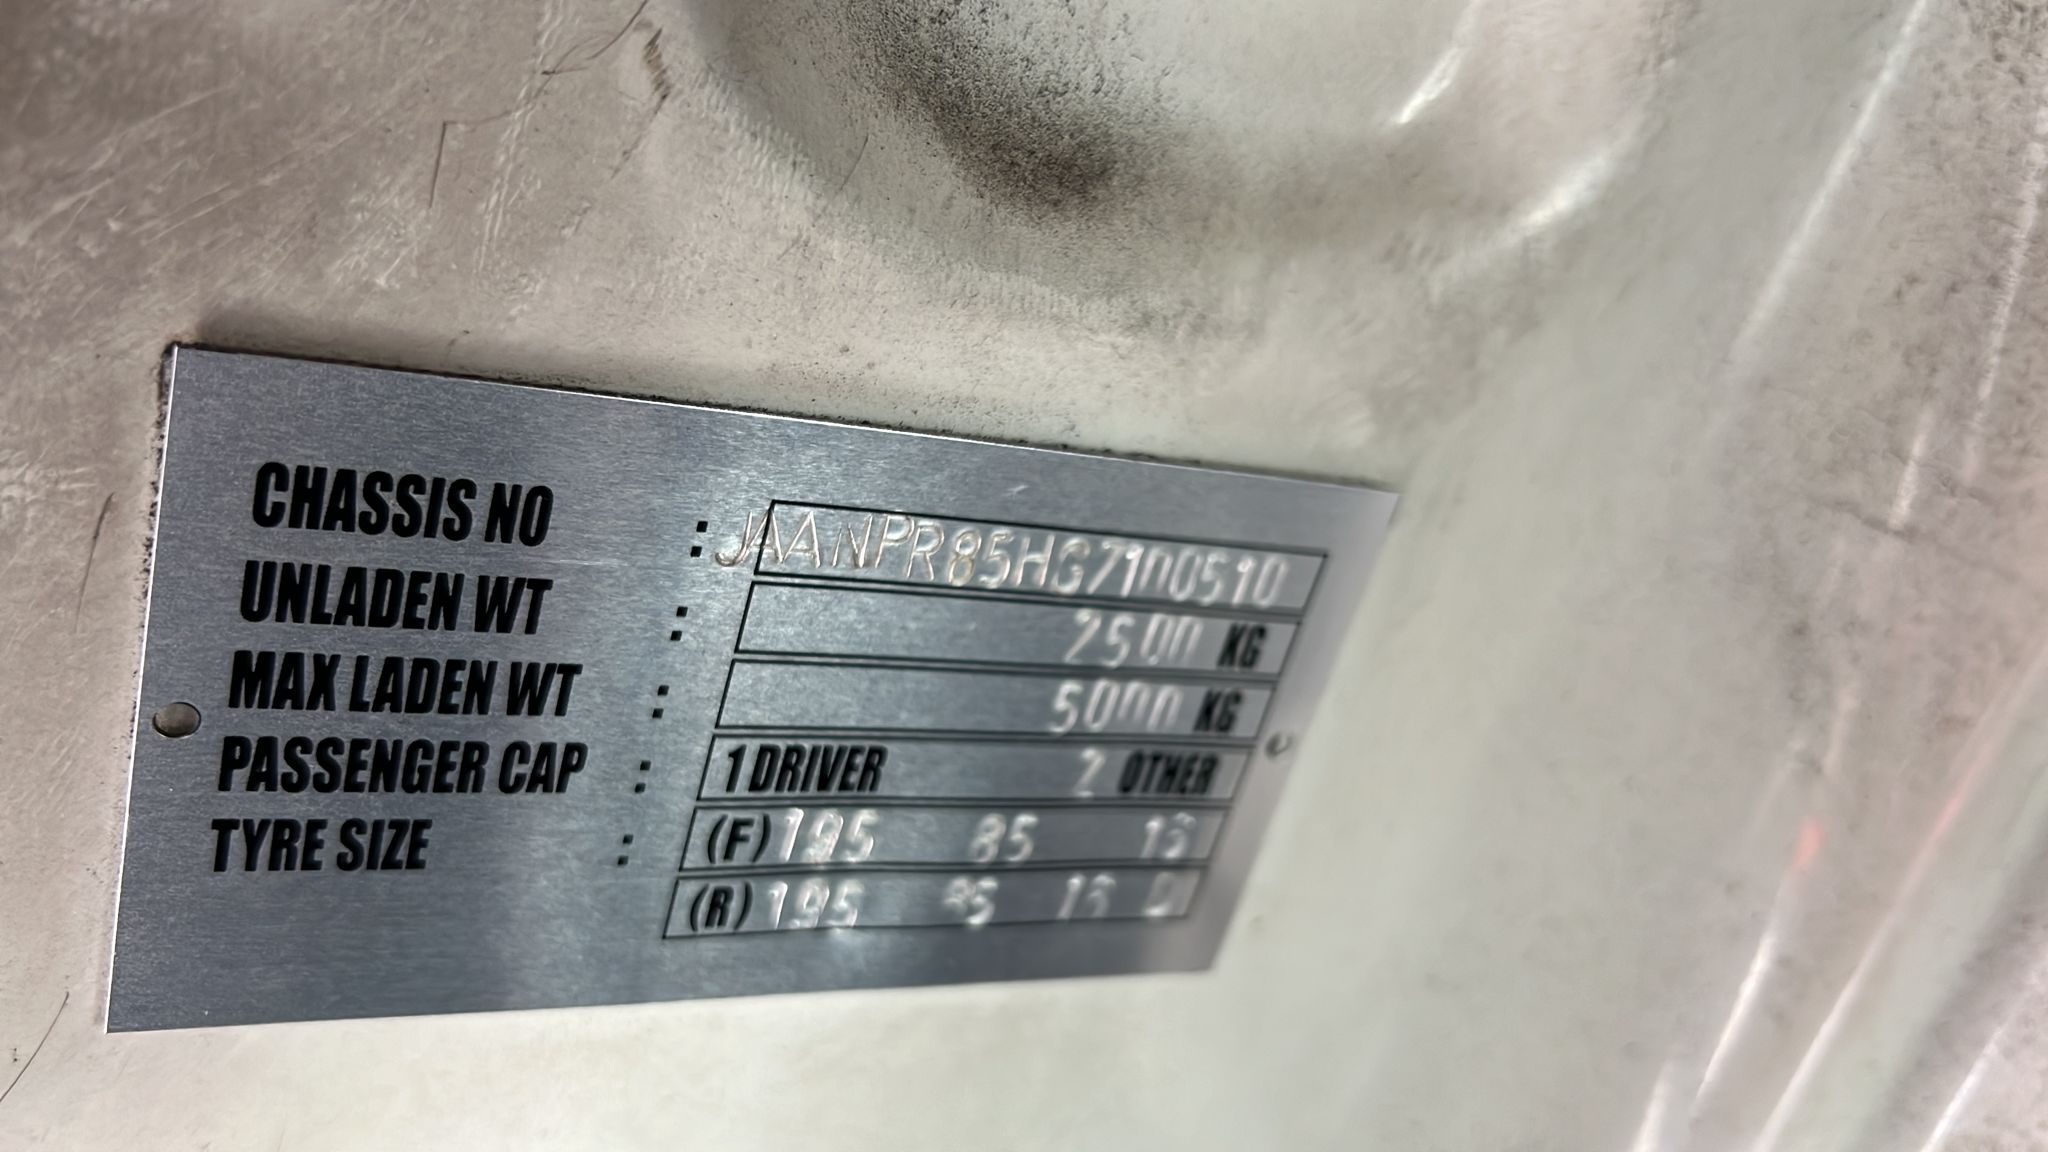 CHASSIS NO : JAANPR85HG7100510
UNLADEN WT : 2500 KG
MAX LADEN WT : 5000 KG
PASSENGER CAP : 1 DRIVER 2 OTHER
TYRE SIZE : (F) 195 85 16
(R) 195 85 16 D